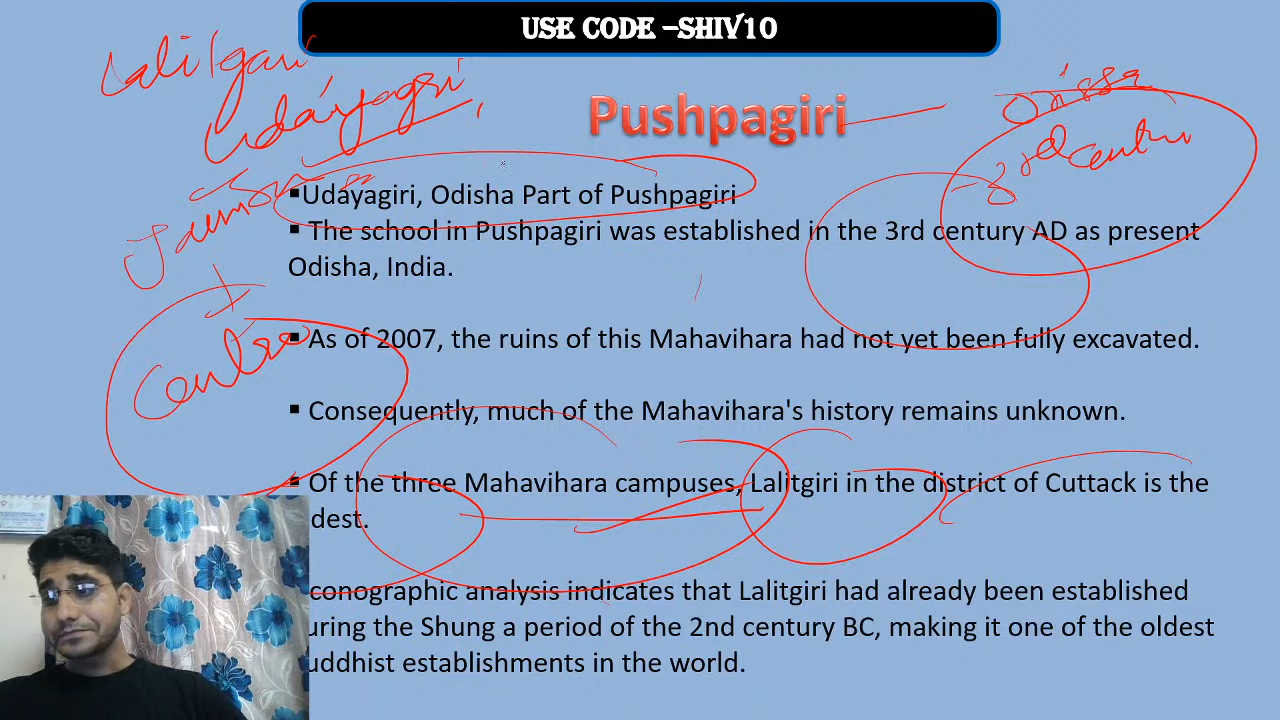 USE CODE –SHIV10
Lalitgari
Udayagri
Orissa
Pushpagiri
3rd centur
▪Udayagiri, Odisha Part of Pushpagiri
▪ The school in Pushpagiri was established in the 3rd century AD as present
Odisha, India.
▪ As of 2007, the ruins of this Mahavihara had not yet been fully excavated.
▪ Consequently, much of the Mahavihara's history remains unknown.
▪ Of the three Mahavihara campuses, Lalitgiri in the district of Cuttack is the
dest.
conographic analysis indicates that Lalitgiri had already been established
uring the Shung a period of the 2nd century BC, making it one of the oldest
uddhist establishments in the world.